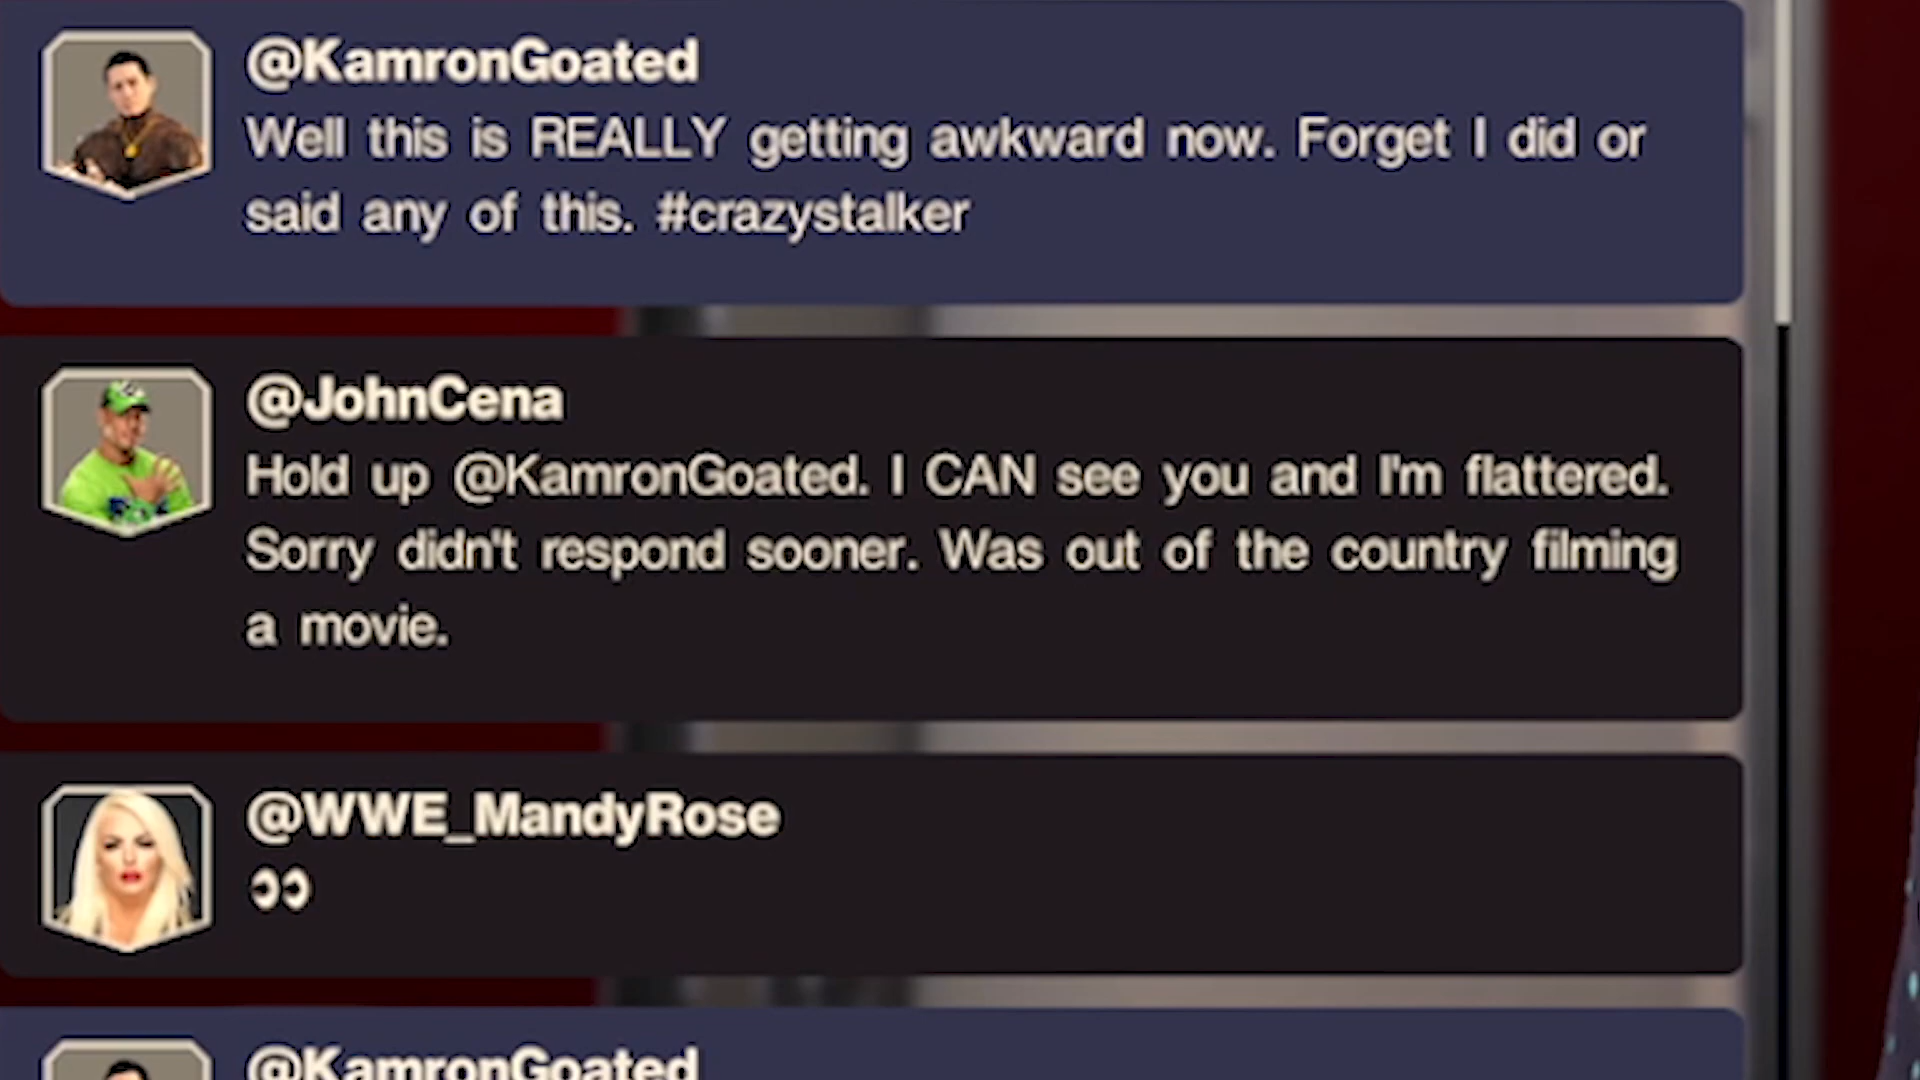 @KamronGoated
Well this is REALLY getting awkward now. Forget I did or
said any of this. #crazystalker
@JohnCena
Hold up @KamronGoated. I CAN see you and I'm flattered.
Sorry didn't respond sooner. Was out of the country filming
a movie.
@WWE_MandyRose
👀
@KamronGoated